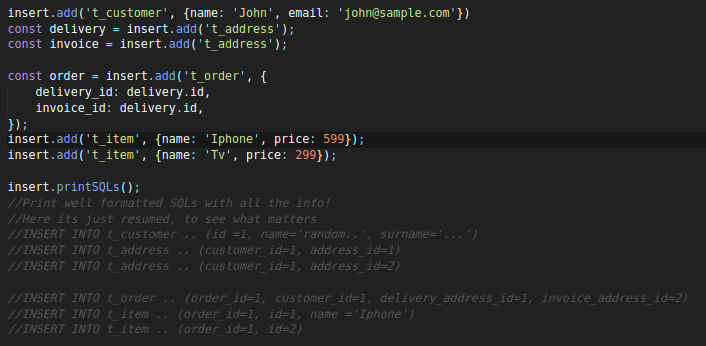 insert.add('t_customer', {name: 'John', email: 'john@sample.com'})
const delivery = insert.add('t_address');
const invoice = insert.add('t_address');
const order = insert.add('t_order', {
delivery_id: delivery.id,
invoice_id: delivery.id,
});
insert.add('t_item', {name: 'Iphone', price: 599});
insert.add('t_item', {name: 'Tv', price: 299});
insert.printSQLs();
//Print well formatted SQLs with all the info!
//Here its just resumed, to see what matters
//INSERT INTO t_customer .. (id =1, name='random..', surname='...')
//INSERT INTO t_address .. (customer_id=1, address_id=1)
//INSERT INTO t_address .. (customer_id=1, address_id=2)
//INSERT INTO t_order .. (order_id=1, customer_id=1, delivery_address_id=1, invoice_address_id=2)
//INSERT INTO t_item .. (order_id=1, id=1, name ='Iphone')
//INSERT INTO t_item .. (order_id=1, id=2)